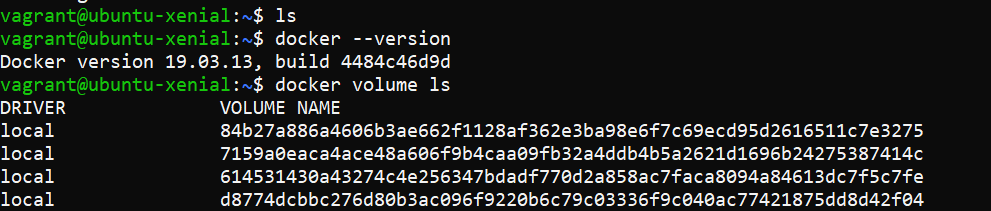 vagrant@ubuntu-xenial:~$ ls
vagrant@ubuntu-xenial:~$ docker --version
Docker version 19.03.13, build 4484c46d9d
vagrant@ubuntu-xenial:~$ docker volume ls
DRIVER              VOLUME NAME
local               84b27a886a4606b3ae662f1128af362e3ba98e6f7c69ecd95d2616511c7e3275
local               7159a0eaca4ace48a606f9b4caa09fb32a4ddb4b5a2621d1696b24275387414c
local               614531430a43274c4e256347bdadf770d2a858ac7faca8094a84613dc7f5c7fe
local               d8774dcbbc276d80b3ac096f9220b6c79c03336f9c040ac77421875dd8d42f04